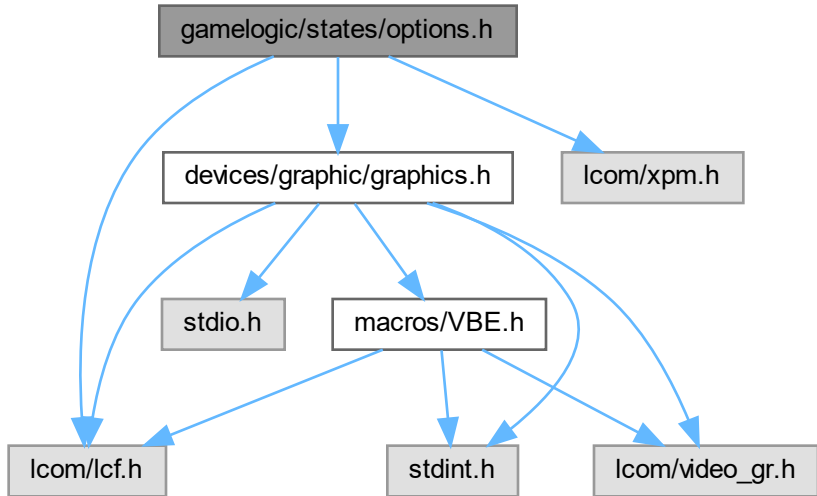 gamelogic/states/options.h
devices/graphic/graphics.h
lcom/xpm.h
stdio.h
macros/VBE.h
lcom/lcf.h
stdint.h
lcom/video_gr.h